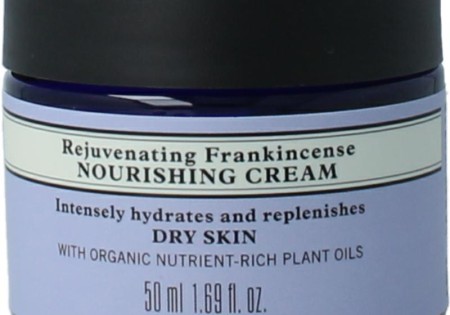 Rejuvenating Frankincense
NOURISHING CREAM
Intensely hydrates and replenishes
DRY SKIN
WITH ORGANIC NUTRIENT-RICH PLANT OILS
50 ml 1.69 fl. oz.